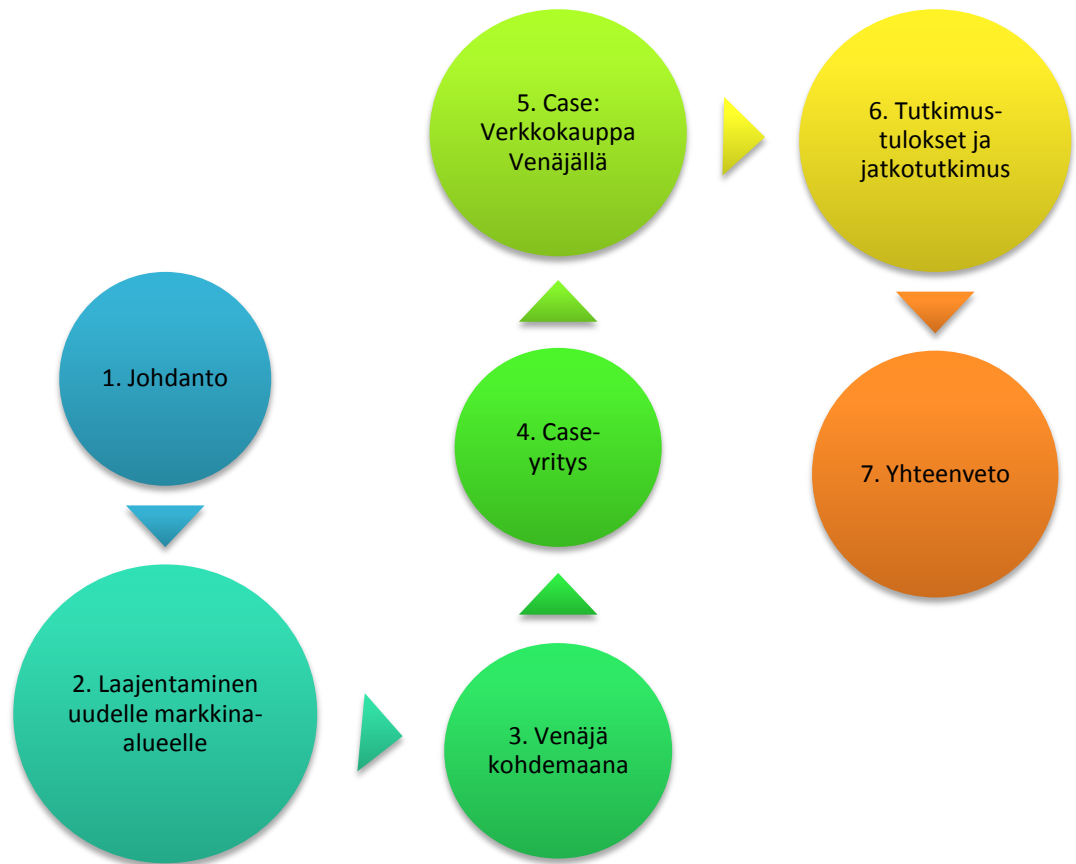 1. Johdanto
2. Laajentaminen
uudelle markkina-
alueelle
3. Venäjä
kohdemaana
4. Case-
yritys
5. Case:
Verkkokauppa
Venäjällä
6. Tutkimus-
tulokset ja
jatkotutkimus
7. Yhteenveto